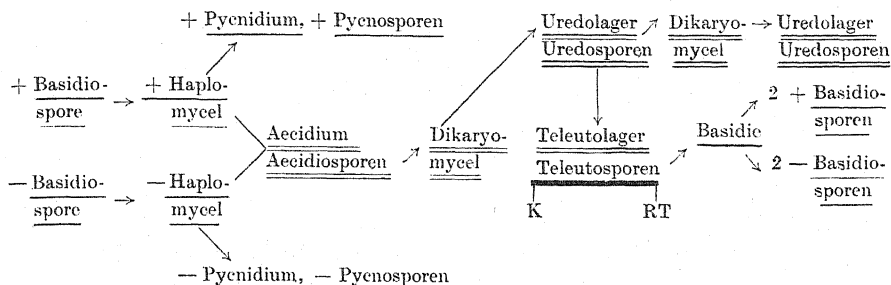 + Pycnidium, + Pycnosporen
Uredolager
Uredosporen
Dikaryo-
mycel
Uredolager
Uredosporen
+ Basidio-
spore
+ Haplo-
mycel
2 + Basidio-
sporen
Aecidium
Aecidiosporen
Dikaryo-
mycel
Teleutolager
Teleutosporen
Basidie
— Basidio-
spore
— Haplo-
mycel
2 — Basidio-
sporen
K RT
— Pycnidium, — Pycnosporen